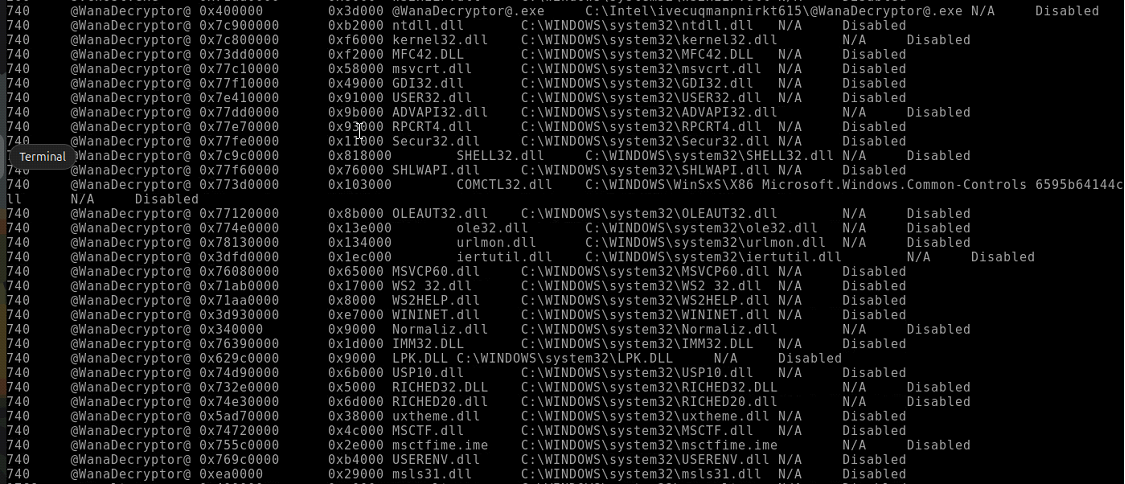 740 @WanaDecryptor@ 0x400000 0x3d000 @WanaDecryptor@.exe C:\Intel\ivecuqmanpnirkt615\@WanaDecryptor@.exe N/A Disabled
740 @WanaDecryptor@ 0x7c900000 0xb2000 ntdll.dll C:\WINDOWS\system32\ntdll.dll N/A Disabled
740 @WanaDecryptor@ 0x7c800000 0xf6000 kernel32.dll C:\WINDOWS\system32\kernel32.dll N/A Disabled
740 @WanaDecryptor@ 0x73dd0000 0xf2000 MFC42.DLL C:\WINDOWS\system32\MFC42.DLL N/A Disabled
740 @WanaDecryptor@ 0x77c10000 0x58000 msvcrt.dll C:\WINDOWS\system32\msvcrt.dll N/A Disabled
740 @WanaDecryptor@ 0x77f10000 0x49000 GDI32.dll C:\WINDOWS\system32\GDI32.dll N/A Disabled
740 @WanaDecryptor@ 0x7e410000 0x91000 USER32.dll C:\WINDOWS\system32\USER32.dll N/A Disabled
740 @WanaDecryptor@ 0x77dd0000 0x9b000 ADVAPI32.dll C:\WINDOWS\system32\ADVAPI32.dll N/A Disabled
740 @WanaDecryptor@ 0x77e70000 0x93000 RPCRT4.dll C:\WINDOWS\system32\RPCRT4.dll N/A Disabled
740 @WanaDecryptor@ 0x77fe0000 0x11000 Secur32.dll C:\WINDOWS\system32\Secur32.dll N/A Disabled
Terminal
@WanaDecryptor@ 0x7c9c0000 0x818000 SHELL32.dll C:\WINDOWS\system32\SHELL32.dll N/A Disabled
740 @WanaDecryptor@ 0x77f60000 0x76000 SHLWAPI.dll C:\WINDOWS\system32\SHLWAPI.dll N/A Disabled
740 @WanaDecryptor@ 0x773d0000 0x103000 COMCTL32.dll C:\WINDOWS\WinSxS\X86 Microsoft.Windows.Common-Controls 6595b64144c
ll N/A Disabled
740 @WanaDecryptor@ 0x77120000 0x8b000 OLEAUT32.dll C:\WINDOWS\system32\OLEAUT32.dll N/A Disabled
740 @WanaDecryptor@ 0x774e0000 0x13e000 ole32.dll C:\WINDOWS\system32\ole32.dll N/A Disabled
740 @WanaDecryptor@ 0x78130000 0x134000 urlmon.dll C:\WINDOWS\system32\urlmon.dll N/A Disabled
740 @WanaDecryptor@ 0x3dfd0000 0x1ec000 iertutil.dll C:\WINDOWS\system32\iertutil.dll N/A Disabled
740 @WanaDecryptor@ 0x76080000 0x65000 MSVCP60.dll C:\WINDOWS\system32\MSVCP60.dll N/A Disabled
740 @WanaDecryptor@ 0x71ab0000 0x17000 WS2 32.dll C:\WINDOWS\system32\WS2 32.dll N/A Disabled
740 @WanaDecryptor@ 0x71aa0000 0x8000 WS2HELP.dll C:\WINDOWS\system32\WS2HELP.dll N/A Disabled
740 @WanaDecryptor@ 0x3d930000 0xe7000 WININET.dll C:\WINDOWS\system32\WININET.dll N/A Disabled
740 @WanaDecryptor@ 0x340000 0x9000 Normaliz.dll C:\WINDOWS\system32\Normaliz.dll N/A Disabled
740 @WanaDecryptor@ 0x76390000 0x1d000 IMM32.DLL C:\WINDOWS\system32\IMM32.DLL N/A Disabled
740 @WanaDecryptor@ 0x629c0000 0x9000 LPK.DLL C:\WINDOWS\system32\LPK.DLL N/A Disabled
740 @WanaDecryptor@ 0x74d90000 0x6b000 USP10.dll C:\WINDOWS\system32\USP10.dll N/A Disabled
740 @WanaDecryptor@ 0x732e0000 0x5000 RICHED32.DLL C:\WINDOWS\system32\RICHED32.DLL N/A Disabled
740 @WanaDecryptor@ 0x74e30000 0x6d000 RICHED20.dll C:\WINDOWS\system32\RICHED20.dll N/A Disabled
740 @WanaDecryptor@ 0x5ad70000 0x38000 uxtheme.dll C:\WINDOWS\system32\uxtheme.dll N/A Disabled
740 @WanaDecryptor@ 0x74720000 0x4c000 MSCTF.dll C:\WINDOWS\system32\MSCTF.dll N/A Disabled
740 @WanaDecryptor@ 0x755c0000 0x2e000 msctfime.ime C:\WINDOWS\system32\msctfime.ime N/A Disabled
740 @WanaDecryptor@ 0x769c0000 0xb4000 USERENV.dll C:\WINDOWS\system32\USERENV.dll N/A Disabled
740 @WanaDecryptor@ 0xea0000 0x29000 msls31.dll C:\WINDOWS\system32\msls31.dll N/A Disabled